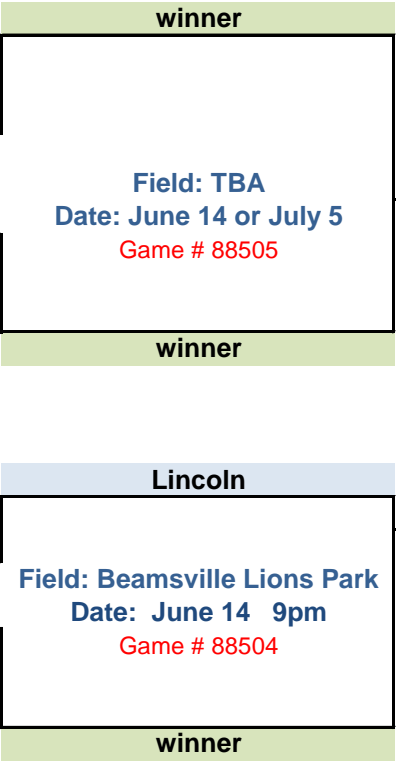 winner
Field: TBA
Date: June 14 or July 5
Game # 88505
winner
Lincoln
Field: Beamsville Lions Park
Date:  June 14   9pm
Game # 88504
winner